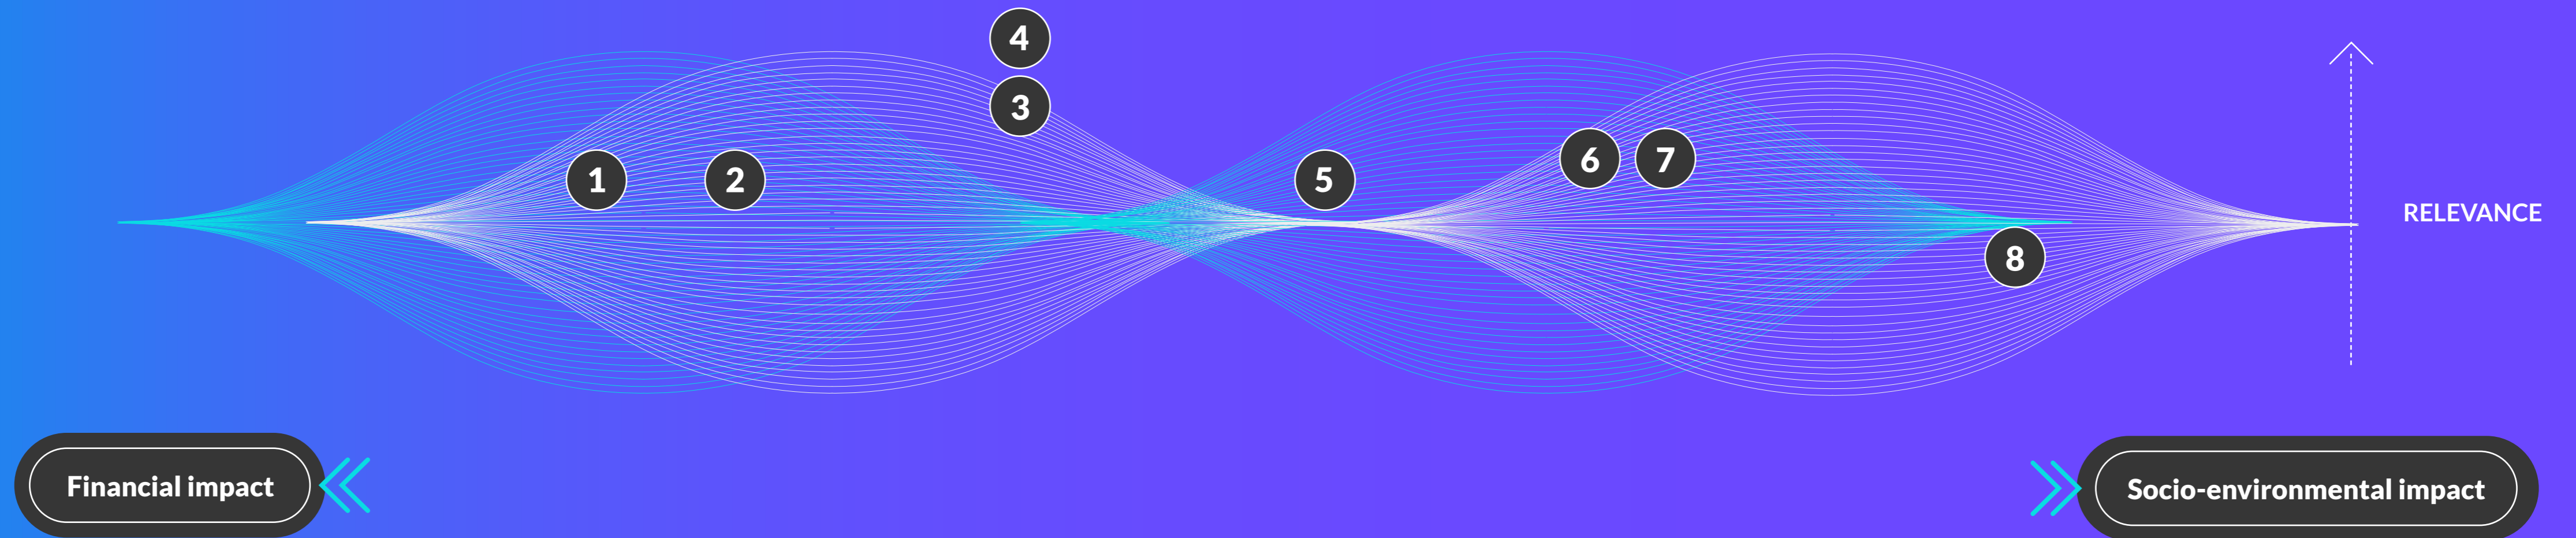 4
3
1
2
5
6
7
8
RELEVANCE
Financial impact
Socio-environmental impact